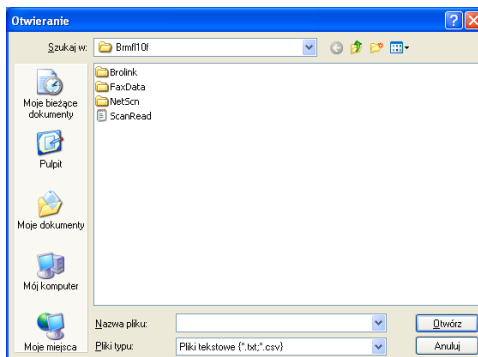 Otwieranie
Szukaj w:
Brmfl10f
Brolink
FaxData
NetScn
ScanRead
Moje bieżące
dokumenty
Pulpit
Moje dokumenty
Mój komputer
Moje miejsca
Nazwa pliku:
Otwórz
Pliki typu:
Pliki tekstowe {*.txt;*.csv}
Anuluj